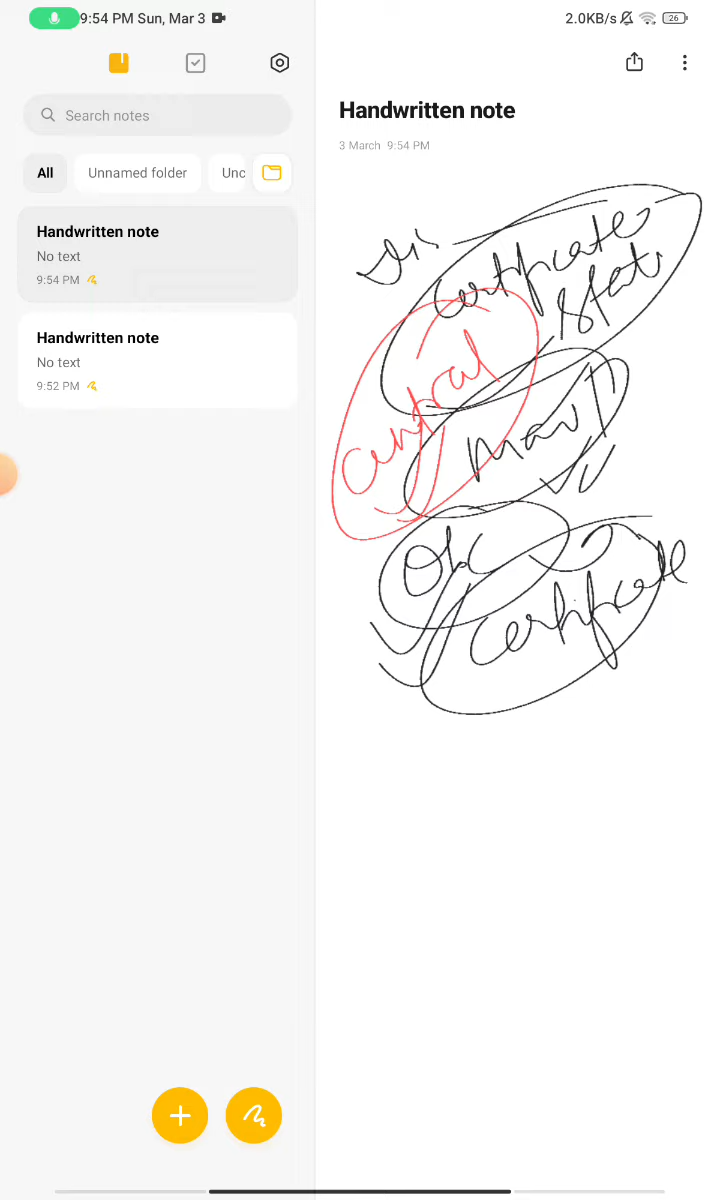 9:54 PM Sun, Mar 3
2.0KB/s
26
Search notes
All
Unnamed folder
Unc
Handwritten note
No text
9:54 PM
Handwritten note
No text
9:52 PM
Handwritten note
3 March 9:54 PM
Certificate
State
Central
Certificate